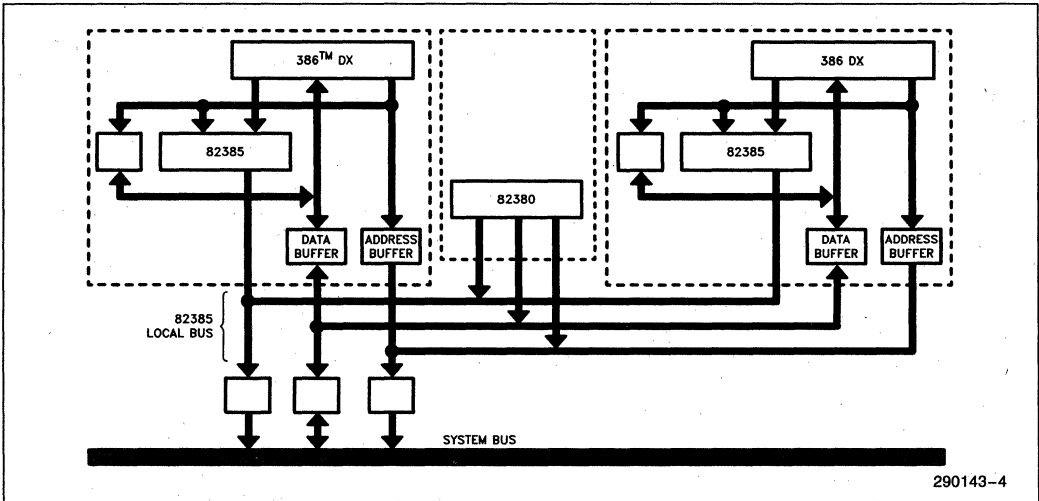 386™ DX
386 DX
82385
82385
82380
DATA
BUFFER
ADDRESS
BUFFER
DATA
BUFFER
ADDRESS
BUFFER
82385
LOCAL BUS
SYSTEM BUS
290143-4